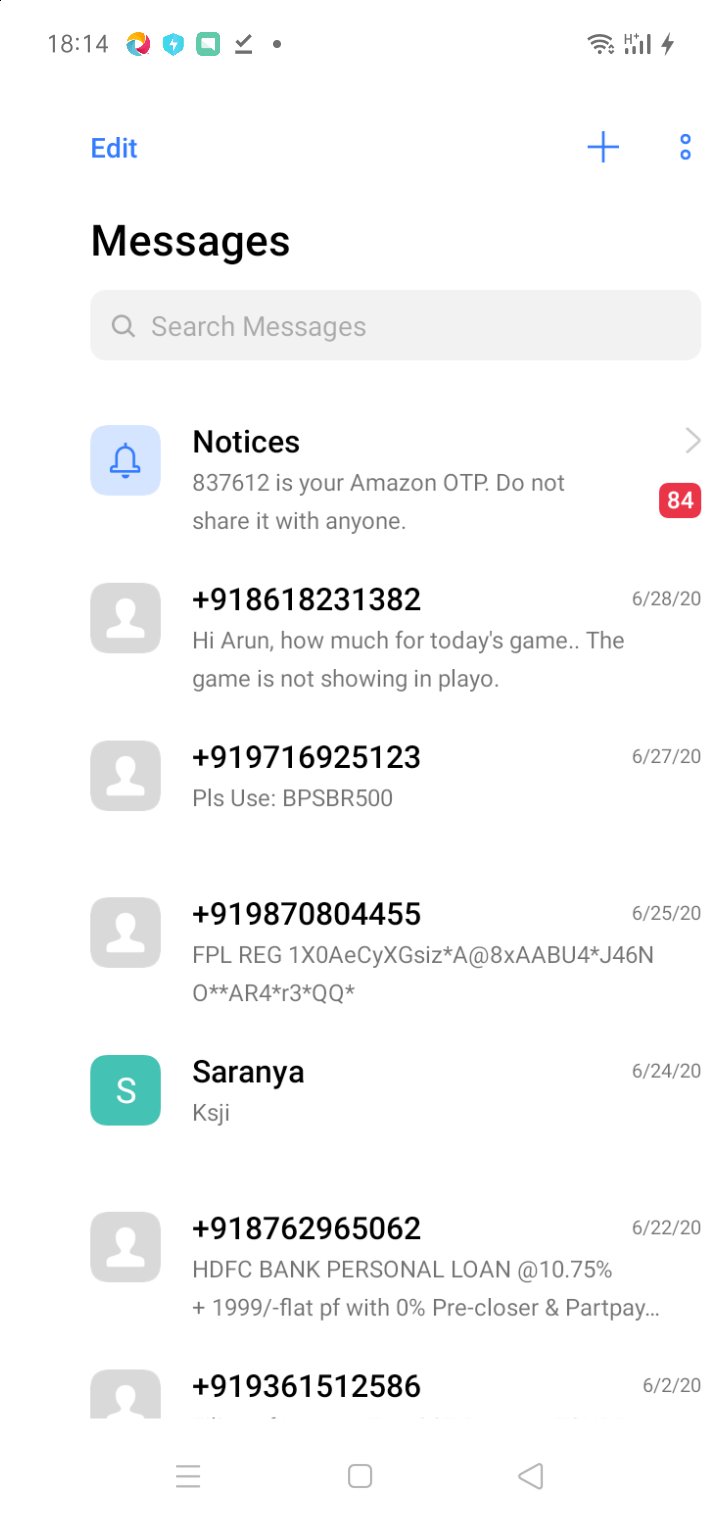 18:14
Edit
Messages
Search Messages
Notices
837612 is your Amazon OTP. Do not
share it with anyone.
84
+918618231382
6/28/20
Hi Arun, how much for today's game.. The
game is not showing in playo.
+919716925123
6/27/20
Pls Use: BPSBR500
+919870804455
6/25/20
FPL REG 1X0AeCyXGsiz*A@8xAABU4*J46N
O**AR4*r3*QQ*
S
Saranya
6/24/20
Ksji
+918762965062
6/22/20
HDFC BANK PERSONAL LOAN @10.75%
+ 1999/-flat pf with 0% Pre-closer & Partpay...
+919361512586
6/2/20